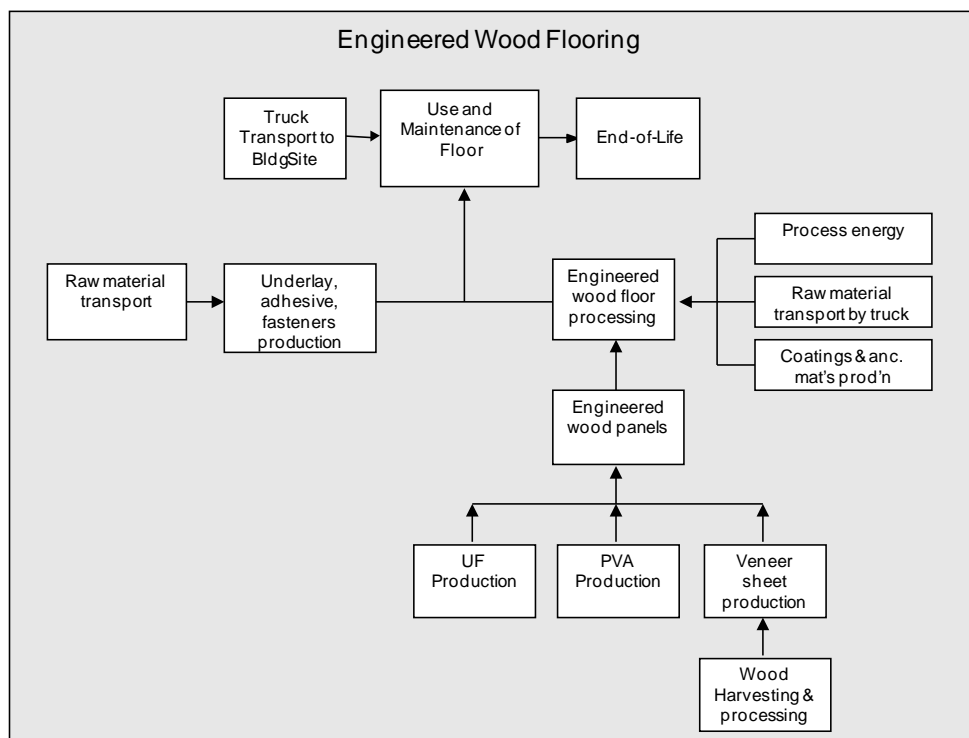 Engineered Wood Flooring
Truck
Transport to
BldgSite
Use and
Maintenance of
Floor
End-of-Life
Raw material
transport
Underlay,
adhesive,
fasteners
production
Engineered
wood floor
processing
Process energy
Raw material
transport by truck
Coatings & anc.
mat's prod'n
Engineered
wood panels
UF
Production
PVA
Production
Veneer
sheet
production
Wood
Harvesting &
processing